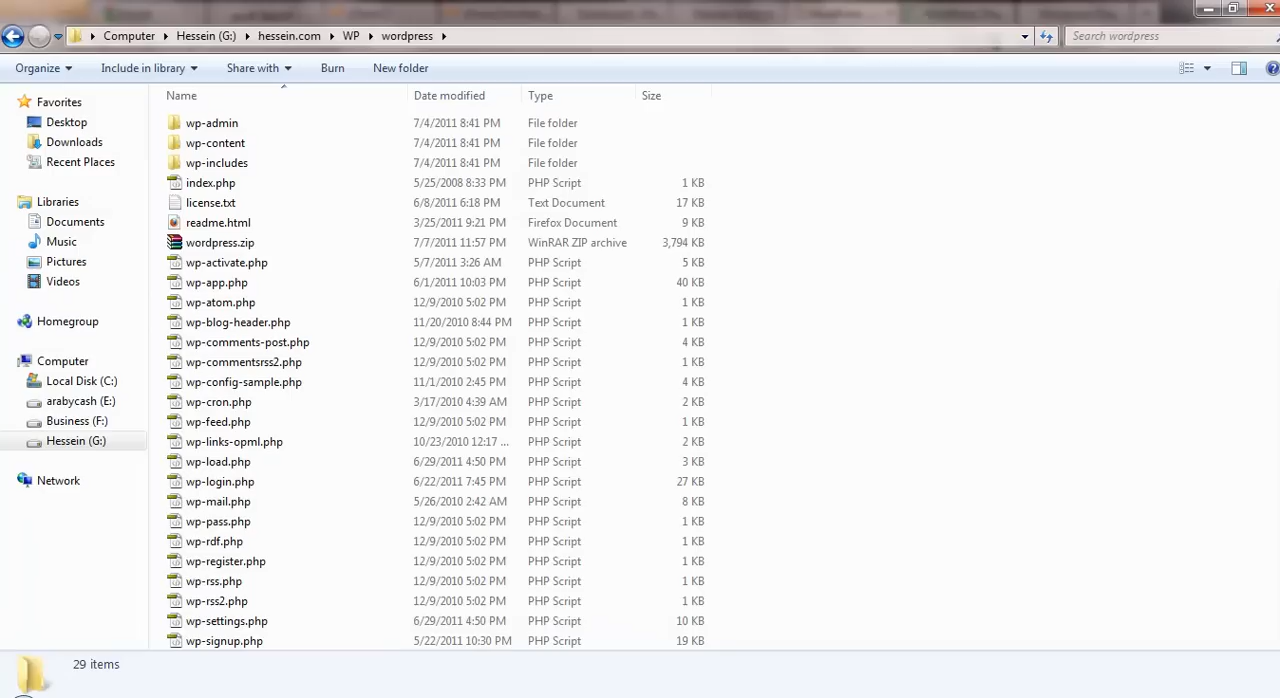 Computer Hessein (G:) hessein.com WP wordpress
Search wordpress
Organize Include in library Share with Burn New folder
Favorites
Desktop
Downloads
Recent Places
Libraries
Documents
Music
Pictures
Videos
Homegroup
Computer
Local Disk (C:)
arabycash (E:)
Business (F:)
Hessein (G:)
Network
Name Date modified Type Size
wp-admin 7/4/2011 8:41 PM File folder
wp-content 7/4/2011 8:41 PM File folder
wp-includes 7/4/2011 8:41 PM File folder
index.php 5/25/2008 8:33 PM PHP Script 1 KB
license.txt 6/8/2011 6:18 PM Text Document 17 KB
readme.html 3/25/2011 9:21 PM Firefox Document 9 KB
wordpress.zip 7/7/2011 11:57 PM WinRAR ZIP archive 3,794 KB
wp-activate.php 5/7/2011 3:26 AM PHP Script 5 KB
wp-app.php 6/1/2011 10:03 PM PHP Script 40 KB
wp-atom.php 12/9/2010 5:02 PM PHP Script 1 KB
wp-blog-header.php 11/20/2010 8:44 PM PHP Script 1 KB
wp-comments-post.php 12/9/2010 5:02 PM PHP Script 4 KB
wp-commentsrss2.php 12/9/2010 5:02 PM PHP Script 1 KB
wp-config-sample.php 11/1/2010 2:45 PM PHP Script 4 KB
wp-cron.php 3/17/2010 4:39 AM PHP Script 2 KB
wp-feed.php 12/9/2010 5:02 PM PHP Script 1 KB
wp-links-opml.php 10/23/2010 12:17 ... PHP Script 2 KB
wp-load.php 6/29/2011 4:50 PM PHP Script 3 KB
wp-login.php 6/22/2011 7:45 PM PHP Script 27 KB
wp-mail.php 5/26/2010 2:42 AM PHP Script 8 KB
wp-pass.php 12/9/2010 5:02 PM PHP Script 1 KB
wp-rdf.php 12/9/2010 5:02 PM PHP Script 1 KB
wp-register.php 12/9/2010 5:02 PM PHP Script 1 KB
wp-rss.php 12/9/2010 5:02 PM PHP Script 1 KB
wp-rss2.php 12/9/2010 5:02 PM PHP Script 1 KB
wp-settings.php 6/29/2011 4:50 PM PHP Script 10 KB
wp-signup.php 5/22/2011 10:30 PM PHP Script 19 KB
29 items